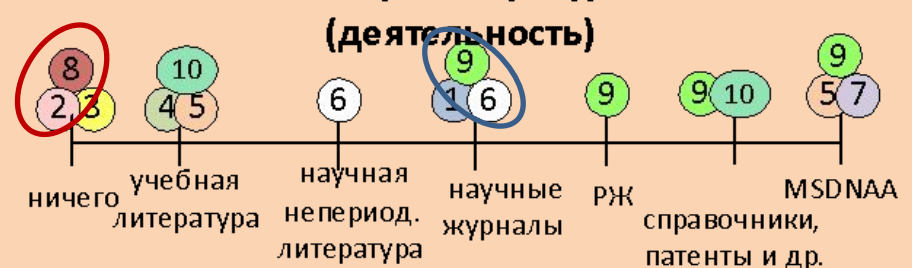 (деятельность)
8
2 3
10
4 5
6
9
1 6
9
9 10
9
5 7
ничего
учебная
литература
научная
непериод.
литература
научные
журналы
РЖ
справочники,
патенты и др.
MSDNAA